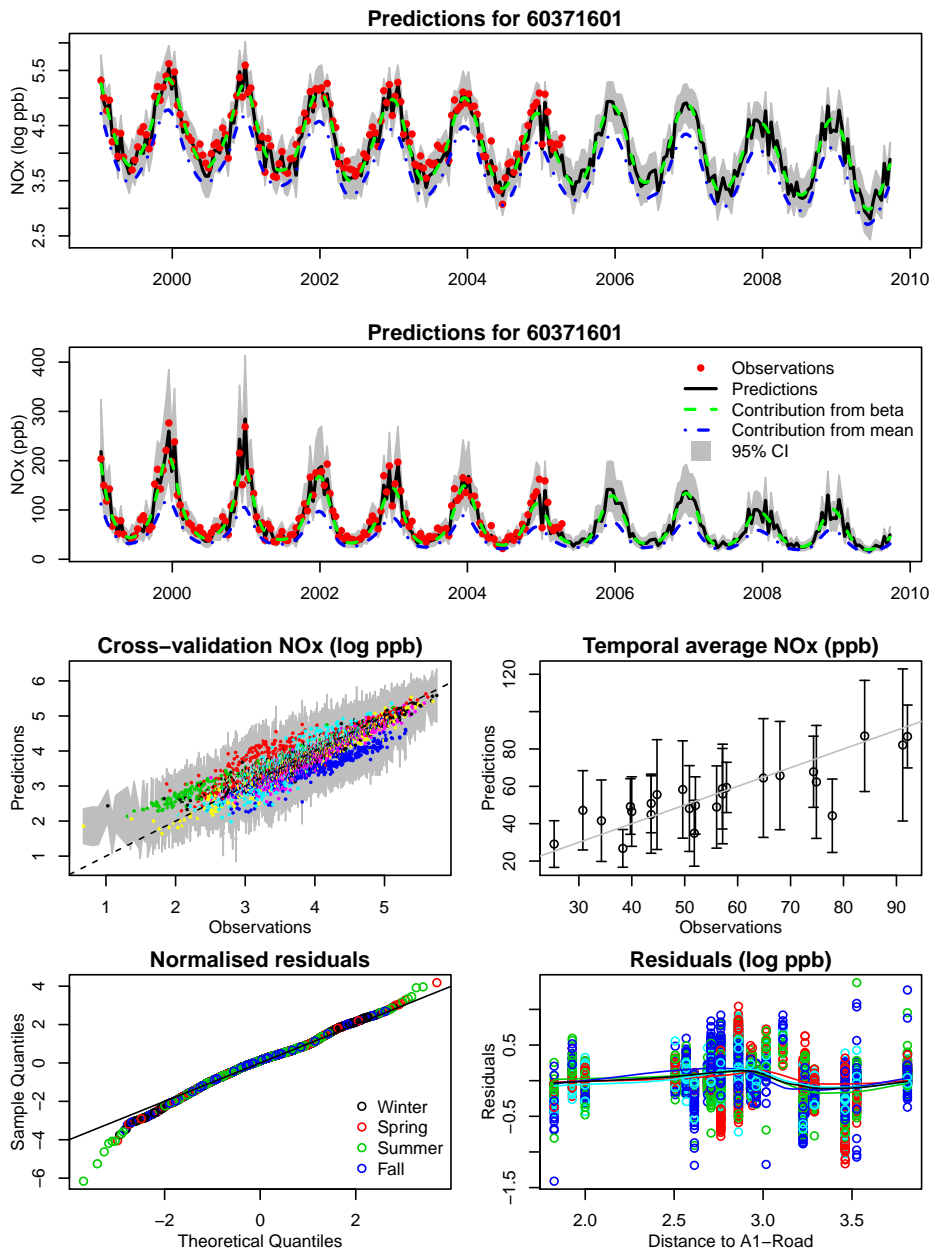 Predictions for 60371601
NOx (log ppb)
2.5 3.5 4.5 5.5
2000 2002 2004 2006 2008 2010
Predictions for 60371601
NOx (ppb)
0 100 200 300 400
Observations
Predictions
Contribution from beta
Contribution from mean
95% CI
2000 2002 2004 2006 2008 2010
Cross−validation NOx (log ppb)
Predictions
1 2 3 4 5 6
1 2 3 4 5
Observations
Temporal average NOx (ppb)
Predictions
20 40 60 80 120
30 40 50 60 70 80 90
Observations
Normalised residuals
Sample Quantiles
−6 −4 −2 0 2 4
Winter
Spring
Summer
Fall
−2 0 2
Theoretical Quantiles
Residuals (log ppb)
Residuals
−1.5 −0.5 0.5
2.0 2.5 3.0 3.5
Distance to A1−Road